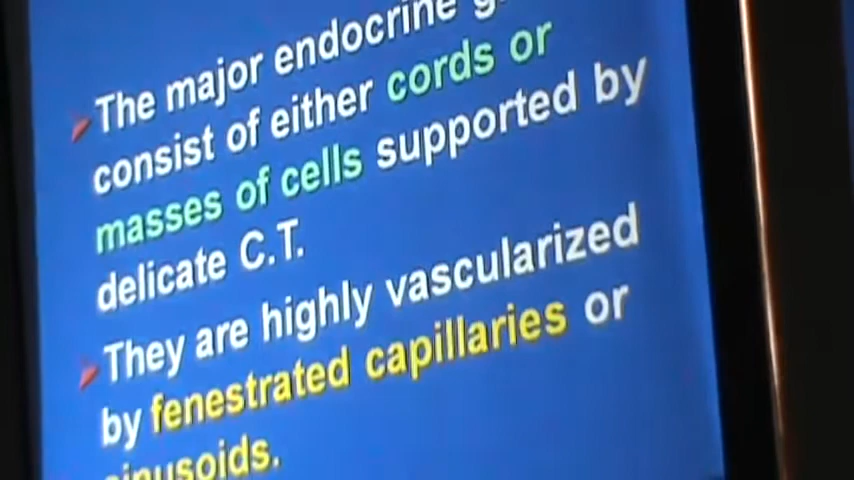 The major endocrine
consist of either cords or
masses of cells supported by
delicate C.T.
They are highly vascularized
by fenestrated capillaries or
sinusoids.